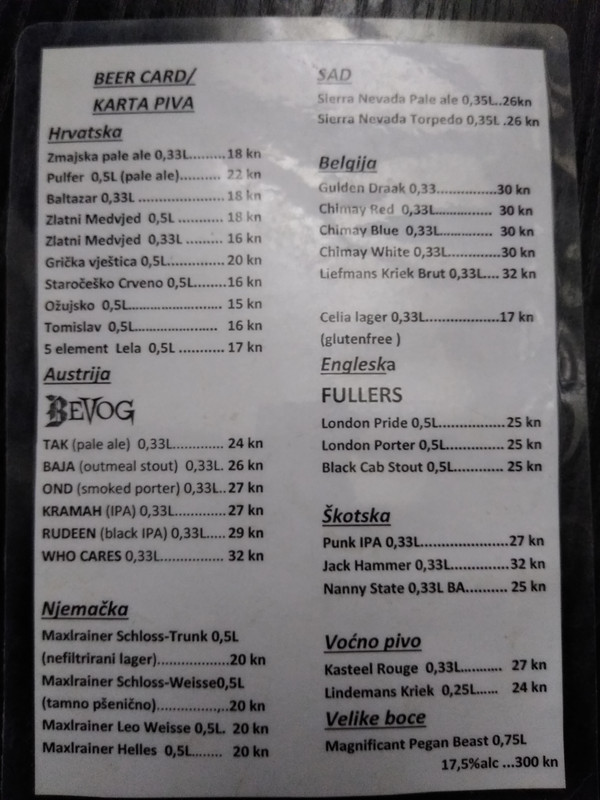 BEER CARD/
KARTA PIVA
Hrvatska
Zmajska pale ale 0,33L.........18 kn
Pulfer 0,5L (pale ale).......... 22 kn
Baltazar 0,33L ......................18 kn
Zlatni Medvjed 0,5L ............ 18 kn
Zlatni Medvjed 0,33L ......... 16 kn
Grička vještica 0,5L..............20 kn
Staročeško Crveno 0,5L........16 kn
Ožujsko 0,5L........................ 15 kn
Tomislav 0,5L..................... 16 kn
5 element Lela 0,5L ........... 17 kn
Austrija
BEVOG
TAK (pale ale) 0,33L............ 24 kn
BAJA (outmeal stout) 0,33L. 26 kn
OND (smoked porter) 0,33L..27 kn
KRAMAH (IPA) 0,33L............27 kn
RUDEEN (black IPA) 0,33L.....29 kn
WHO CARES 0,33L................ 32 kn
Njemačka
Maxlrainer Schloss-Trunk 0,5L
(nefiltrirani lager)..................20 kn
Maxlrainer Schloss-Weisse0,5L
(tamno pšenično)..............,..20 kn
Maxlrainer Leo Weisse 0,5L. 20 kn
Maxlrainer Helles 0,5L........ 20 kn
SAD
Sierra Nevada Pale ale 0,35L..26kn
Sierra Nevada Torpedo 0,35L .26 kn
Belgija
Gulden Draak 0,33...............30 kn
Chimay Red 0,33L.............. 30 kn
Chimay Blue 0,33L.............. 30 kn
Chimay White 0,33L.............30 kn
Liefmans Kriek Brut 0,33L.... 32 kn
Celia lager 0,33L..................17 kn
(glutenfree )
Engleska
FULLERS
London Pride 0,5L................25 kn
London Porter 0,5L.............. 25 kn
Black Cab Stout 0,5L............ 25 kn
Škotska
Punk IPA 0,33L.....................27 kn
Jack Hammer 0,33L..............32 kn
Nanny State 0,33L BA.......... 25 kn
Voćno pivo
Kasteel Rouge 0,33L.......... 27 kn
Lindemans Kriek 0,25L...... 24 kn
Velike boce
Magnificant Pegan Beast 0,75L
17,5%alc ...300 kn